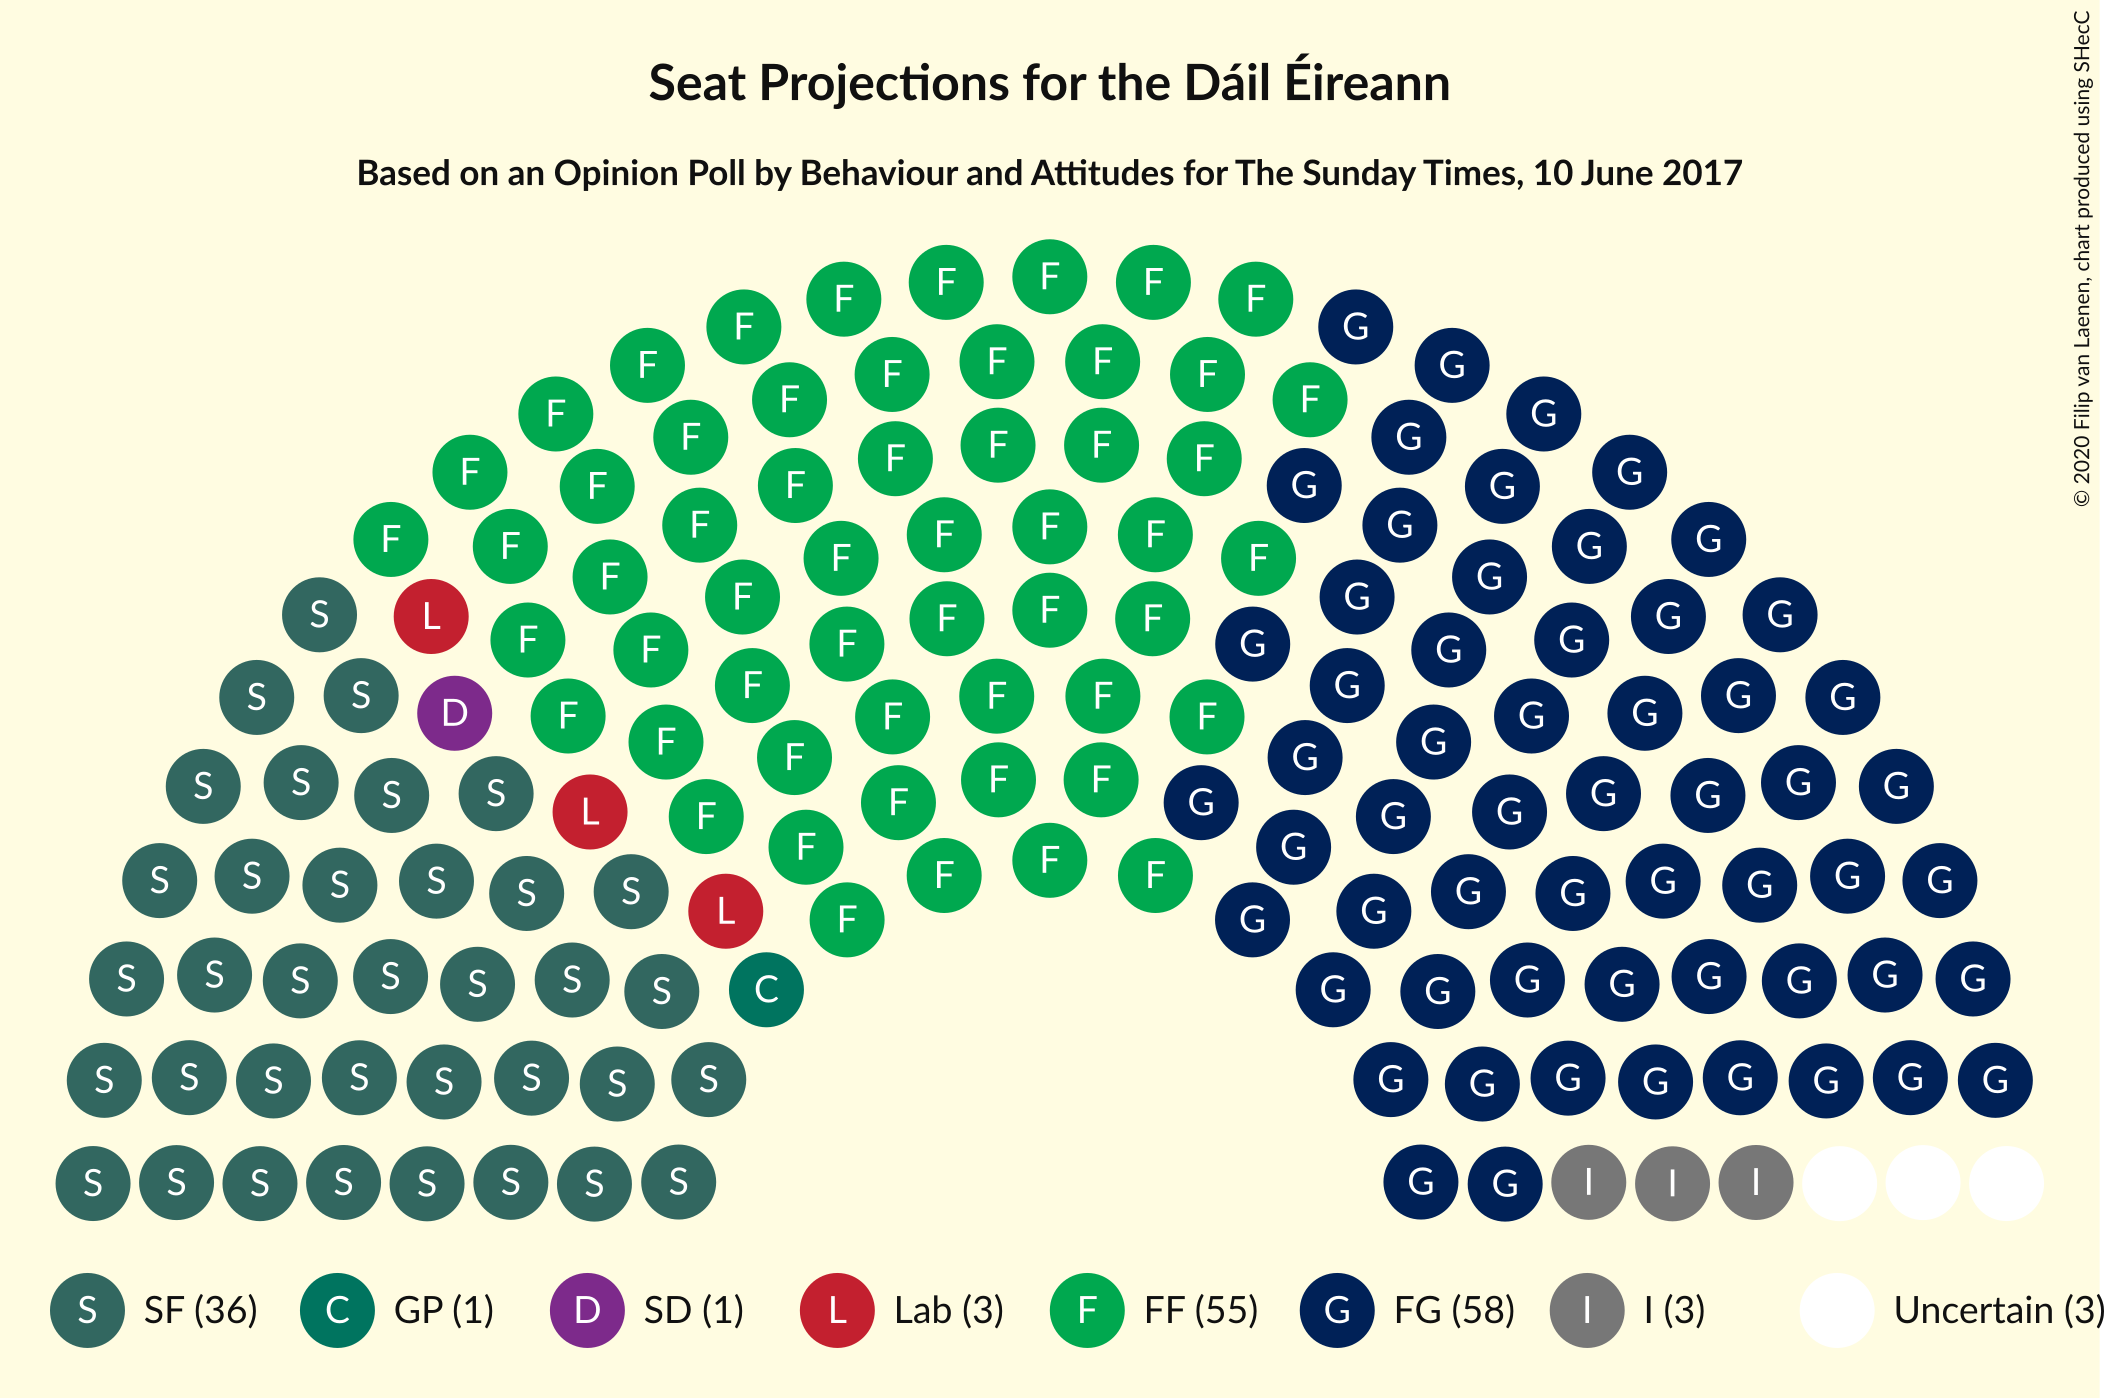 Seat Projections for the Dáil Éireann
Based on an Opinion Poll by Behaviour and Attitudes for The Sunday Times, 10 June 2017
© 2020 Filip van Laenen, chart produced using SHecC
F F F F F
F F G
F F F F F G
F F F F
F F G G
F F F F F G G
F F G G
F F F F F G G
F F F F G G
S L F F F F F F G G G G G G
S S D F F F F F F G G G G G G
S S S S L F F F F F G G G G G G G G
S S S S S S L F F F F F G G G G G G G G
S S S S S S S C G G G G G G G G
S S S S S S S S G G G G G G G G
S S S S S S S S G G I I I
S SF (36) C GP (1) D SD (1) L Lab (3) F FF (55) G FG (58) I I (3) Uncertain (3)